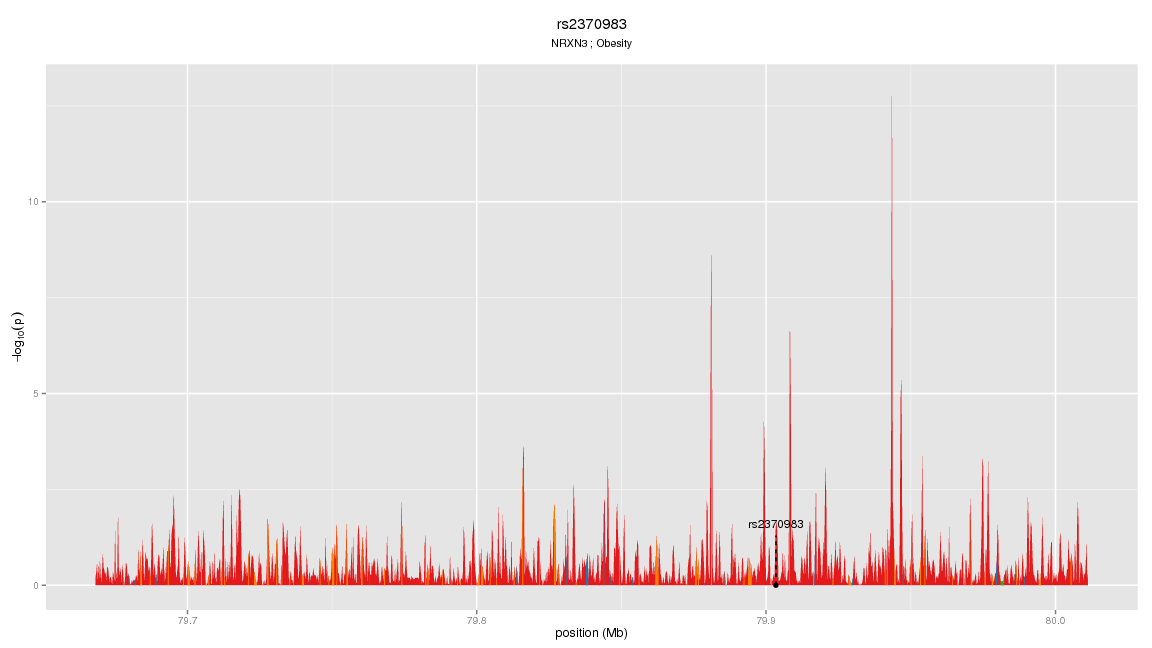 rs2370983
NRXN3 ; Obesity
10
5
0
−log10(p)
rs2370983
79.7
79.8
79.9
80.0
position (Mb)